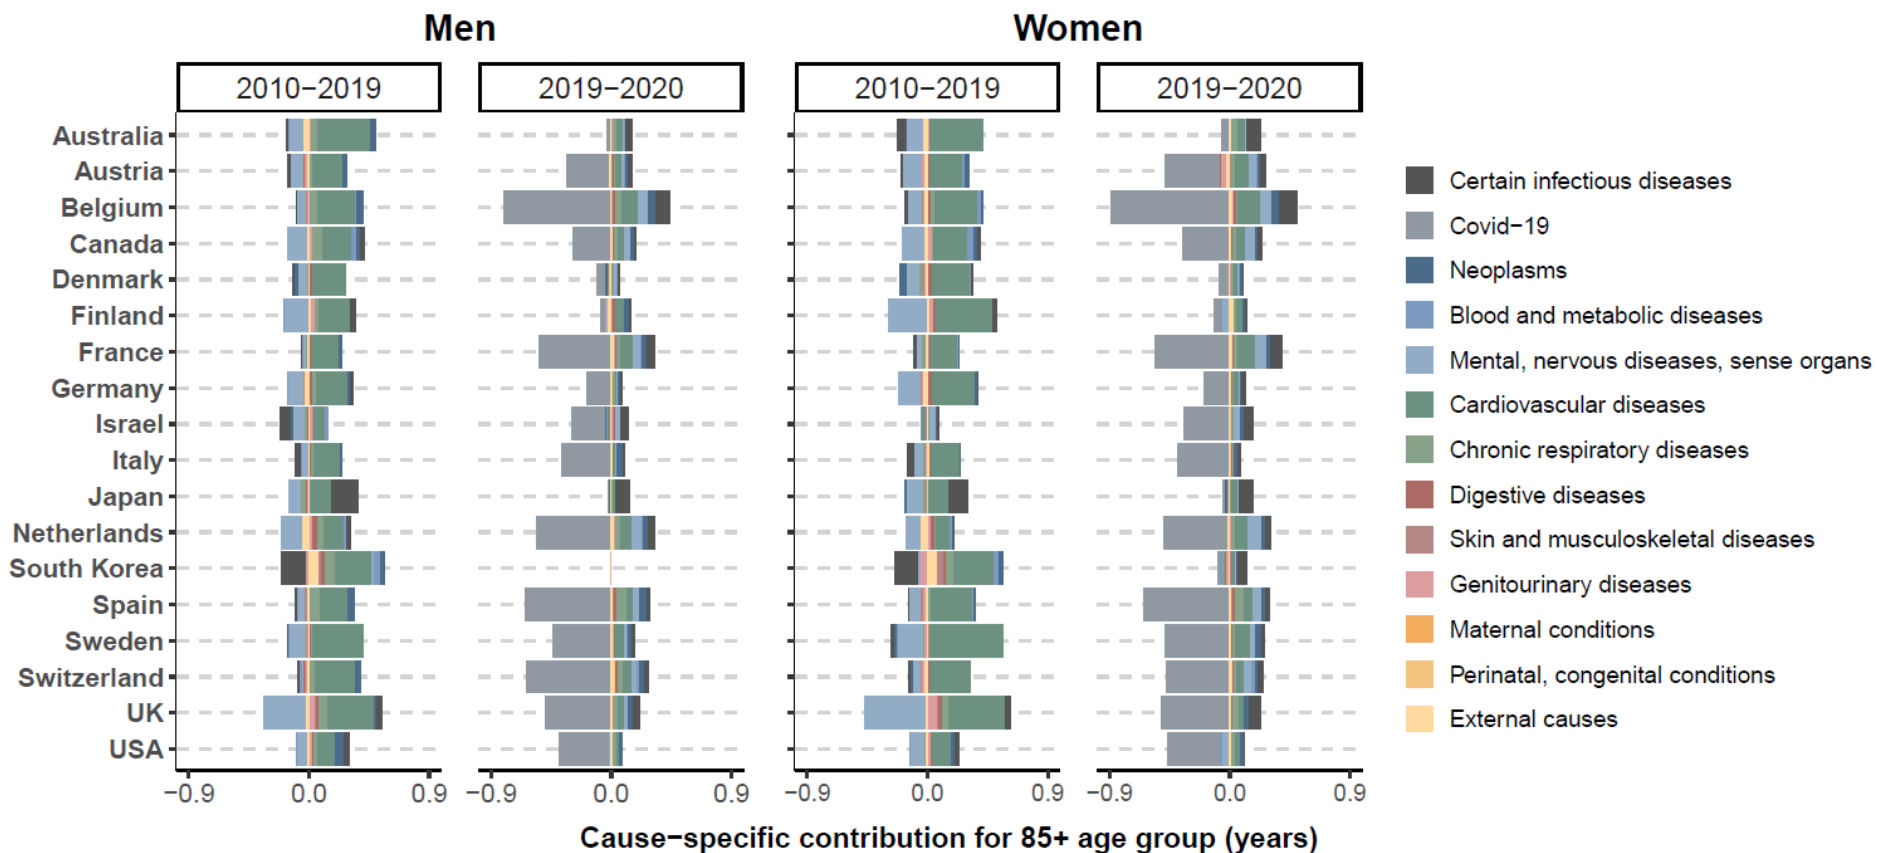 Men Women
2010−2019 2019−2020 2010−2019 2019−2020
Australia
Austria
Belgium
Canada
Denmark
Finland
France
Germany
Israel
Italy
Japan
Netherlands
South Korea
Spain
Sweden
Switzerland
UK
USA
−0.9 0.0 0.9 −0.9 0.0 0.9 −0.9 0.0 0.9 −0.9 0.0 0.9
Cause−specific contribution for 85+ age group (years)
Certain infectious diseases
Covid−19
Neoplasms
Blood and metabolic diseases
Mental, nervous diseases, sense organs
Cardiovascular diseases
Chronic respiratory diseases
Digestive diseases
Skin and musculoskeletal diseases
Genitourinary diseases
Maternal conditions
Perinatal, congenital conditions
External causes